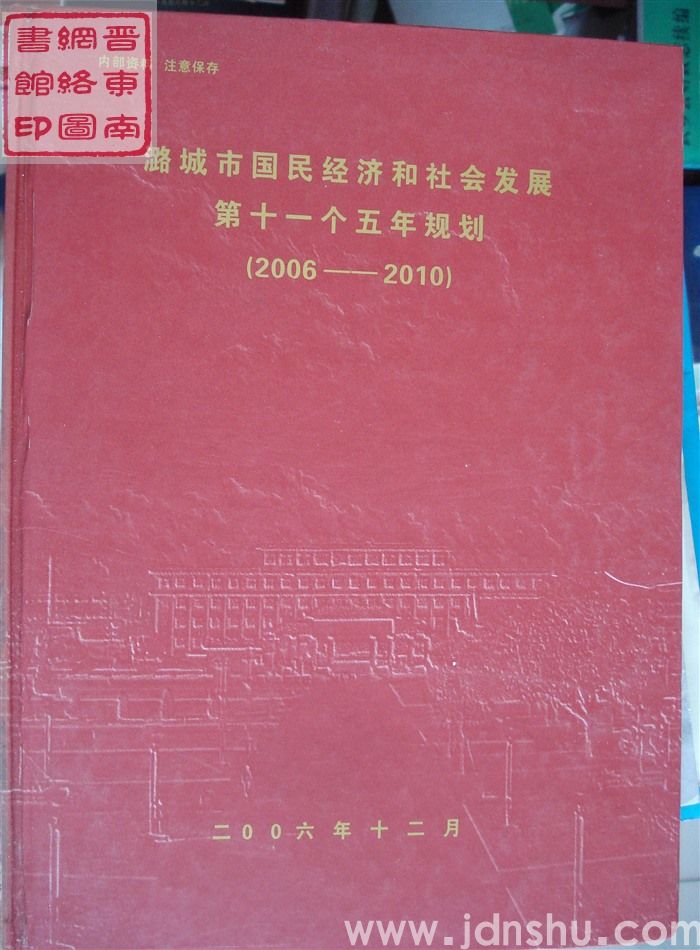 晋東南
網絡圖
書館印
内部资料 注意保存
潞城市国民经济和社会发展
第十一个五年规划
(2006——2010)
二00六年十二月
www.jdnshu.com